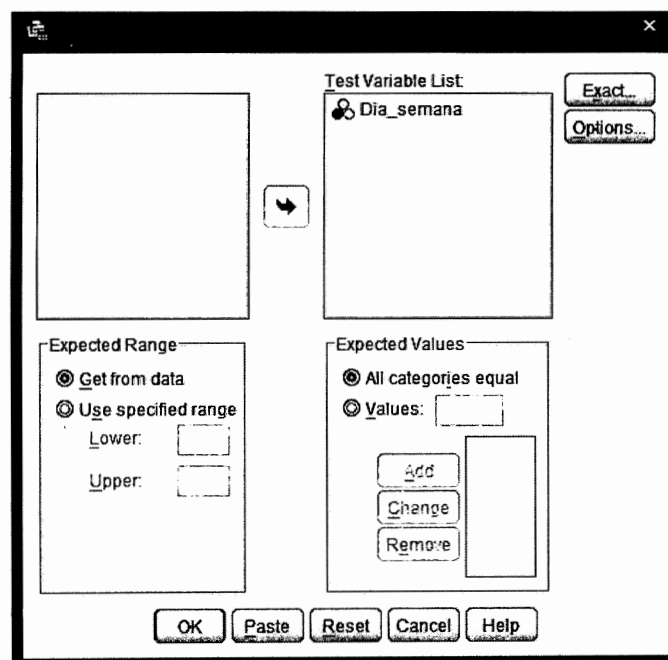 Test Variable List:
Dia_semana
Exact...
Options...
Expected Range
Get from data
Use specified range
Lower:
Upper:
Expected Values
All categories equal
Values:
Add
Change
Remove
OK
Paste
Reset
Cancel
Help